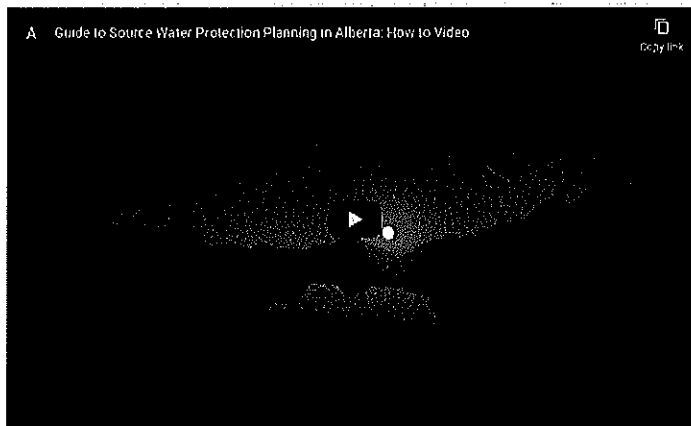 A Guide to Source Water Protection Planning in Alberta: How to Video
Copy link